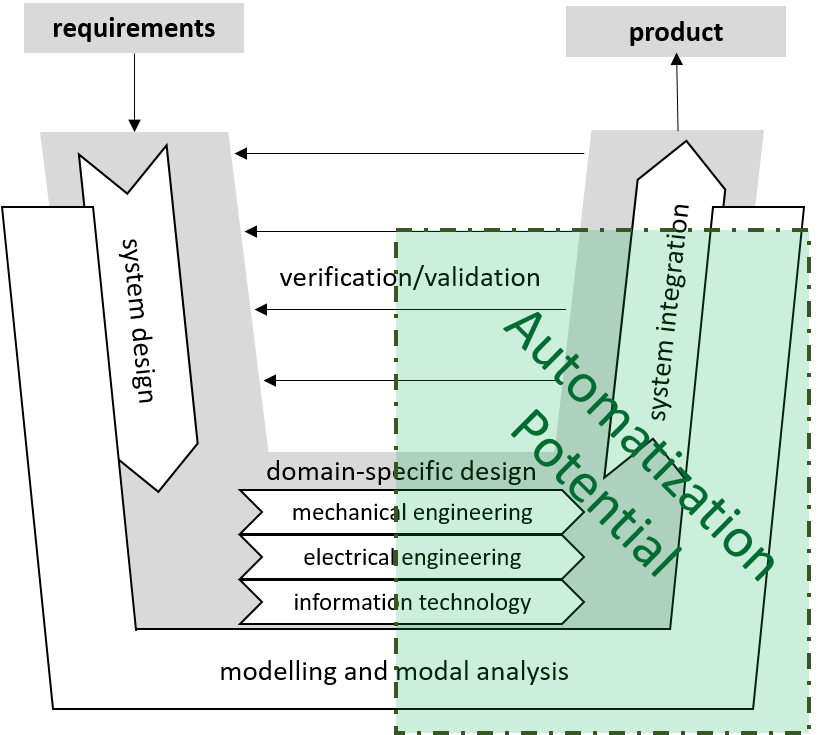 requirements
product
system design
verification/validation
system integration
Automatization
Potential
domain-specific design
mechanical engineering
electrical engineering
information technology
modelling and modal analysis